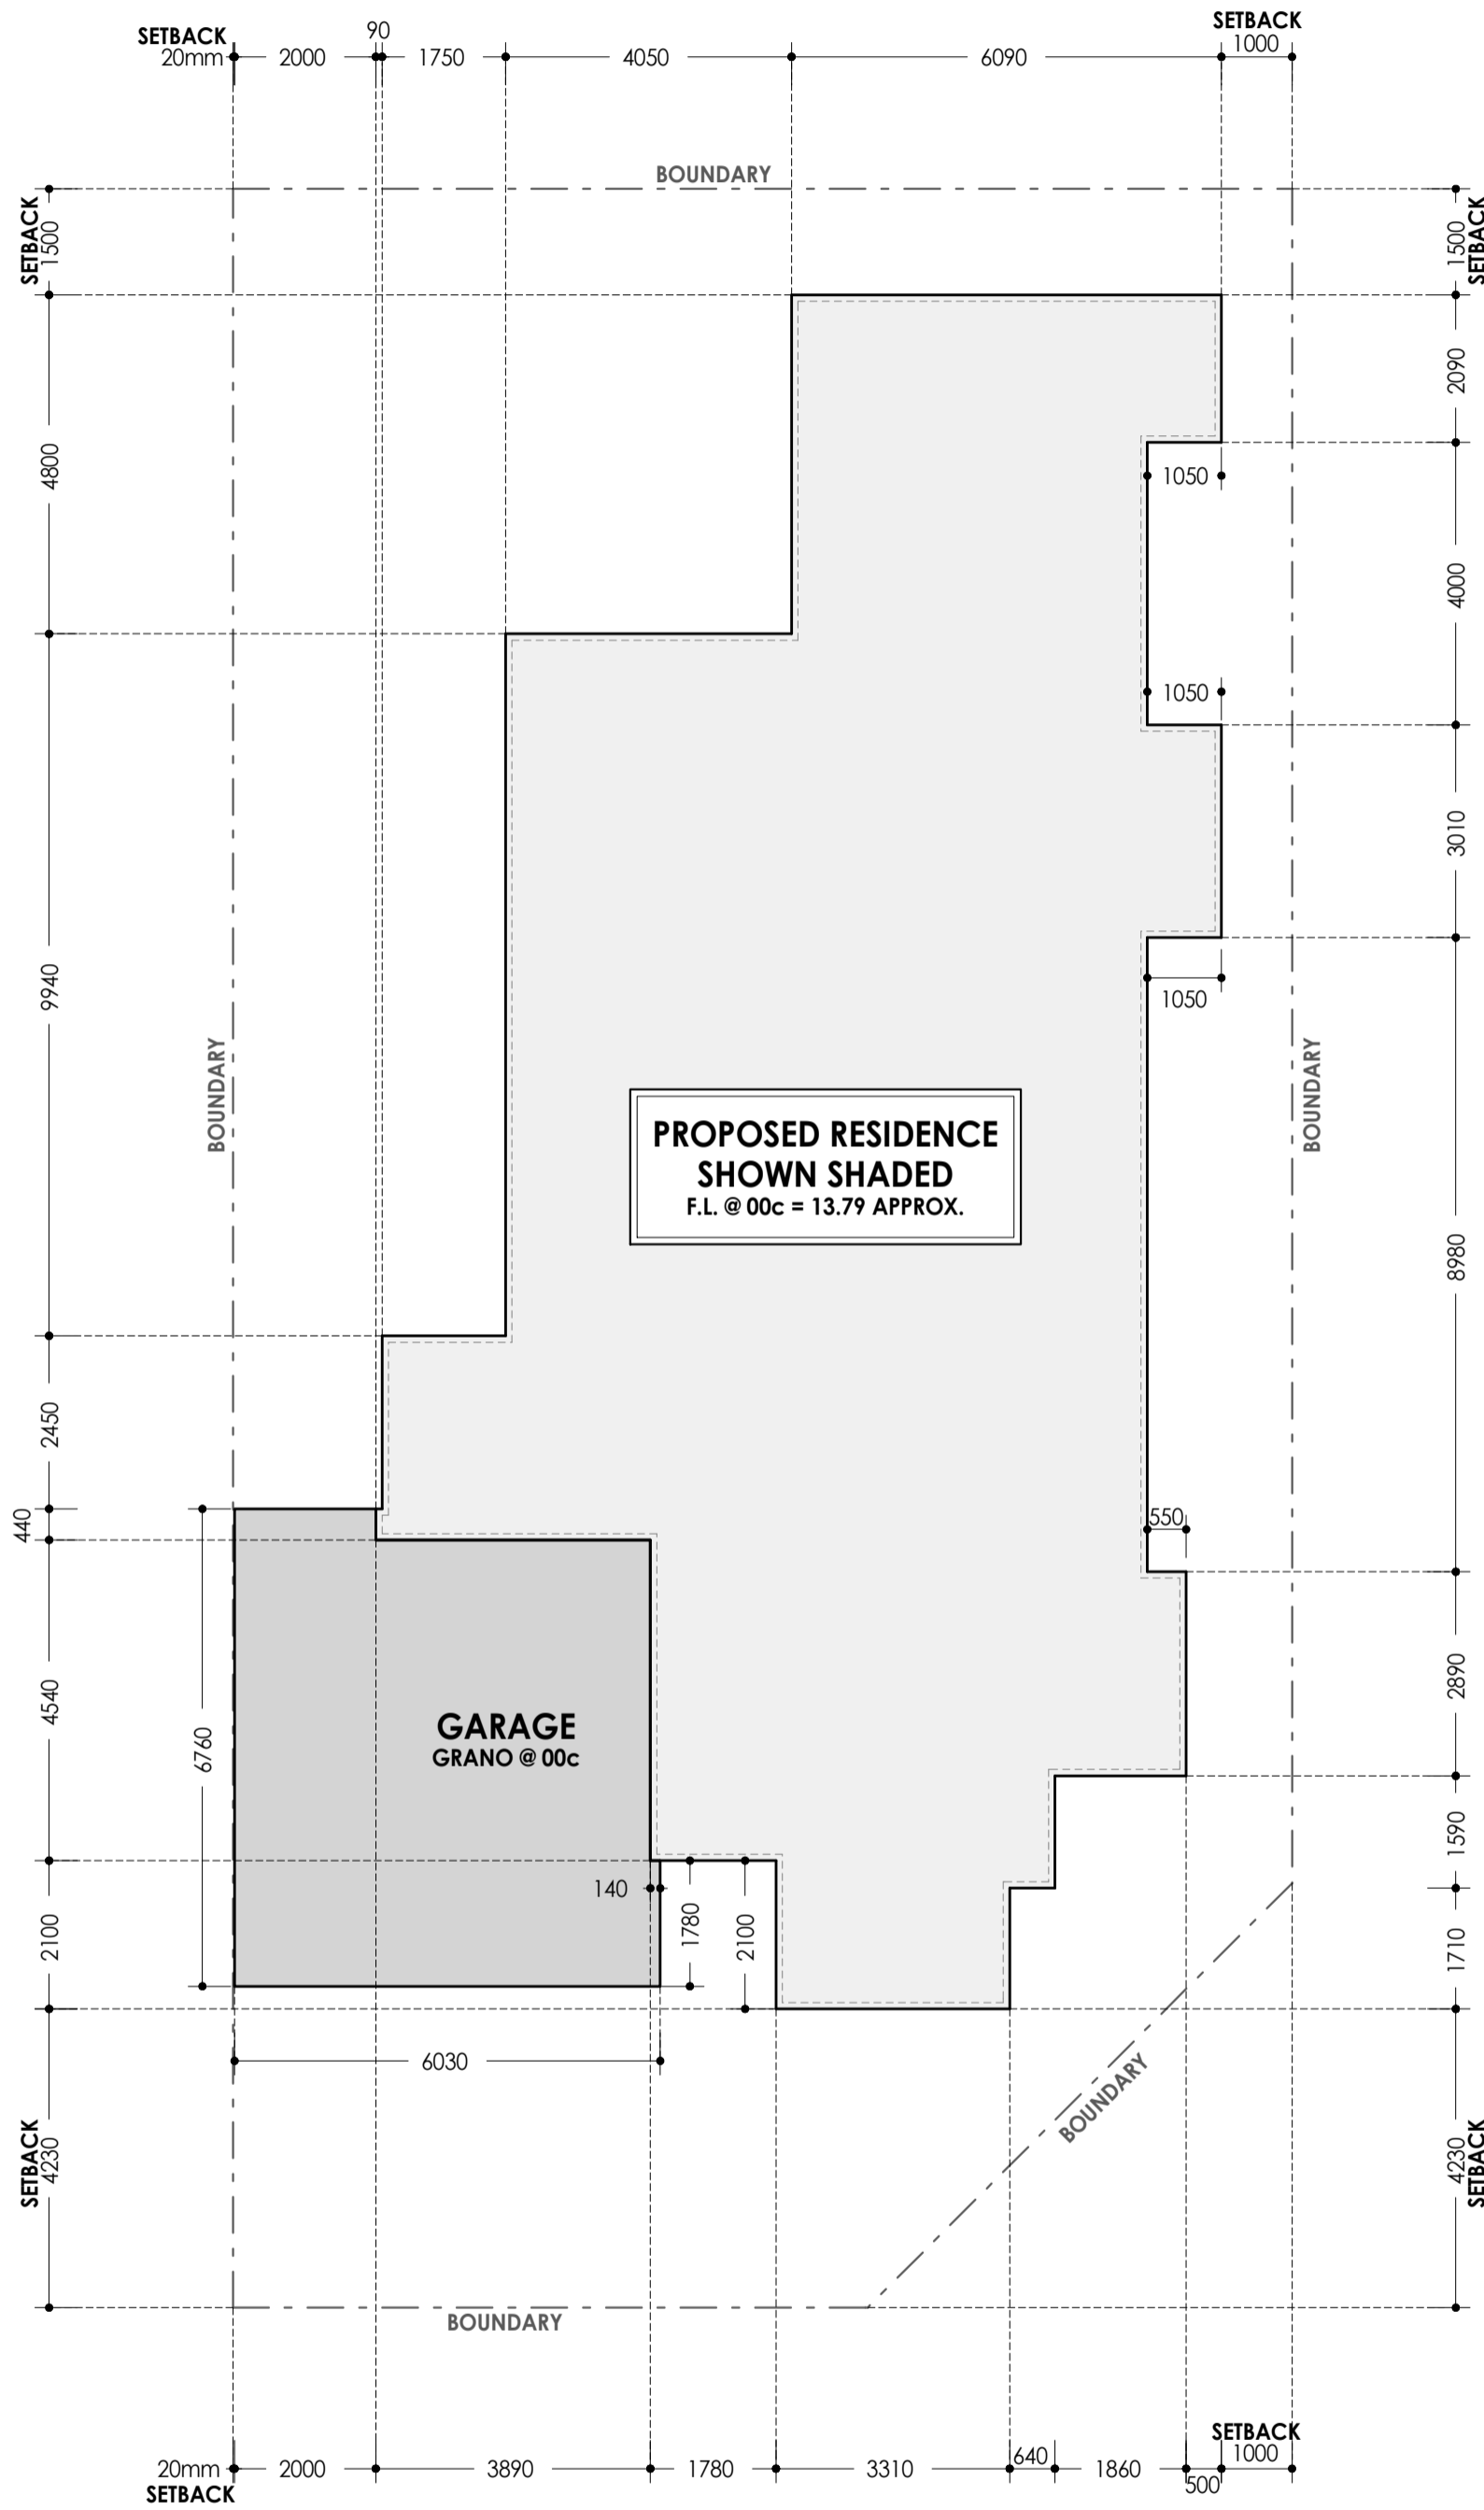 SETBACK
20mm
2000
90
1750
4050
6090
SETBACK
1000
BOUNDARY
SETBACK
1500
SETBACK
1500
4800
2090
1050
4000
1050
3010
9940
1050
BOUNDARY
BOUNDARY
PROPOSED RESIDENCE
SHOWN SHADED
F.L. @ 00c = 13.79 APPROX.
8980
2450
440
550
4540
6760
GARAGE
GRANO @ 00c
2890
1590
140
1780
2100
2100
1710
6030
BOUNDARY
SETBACK
4230
SETBACK
4230
BOUNDARY
20mm
SETBACK
2000
3890
1780
3310
640
1860
500
SETBACK
1000